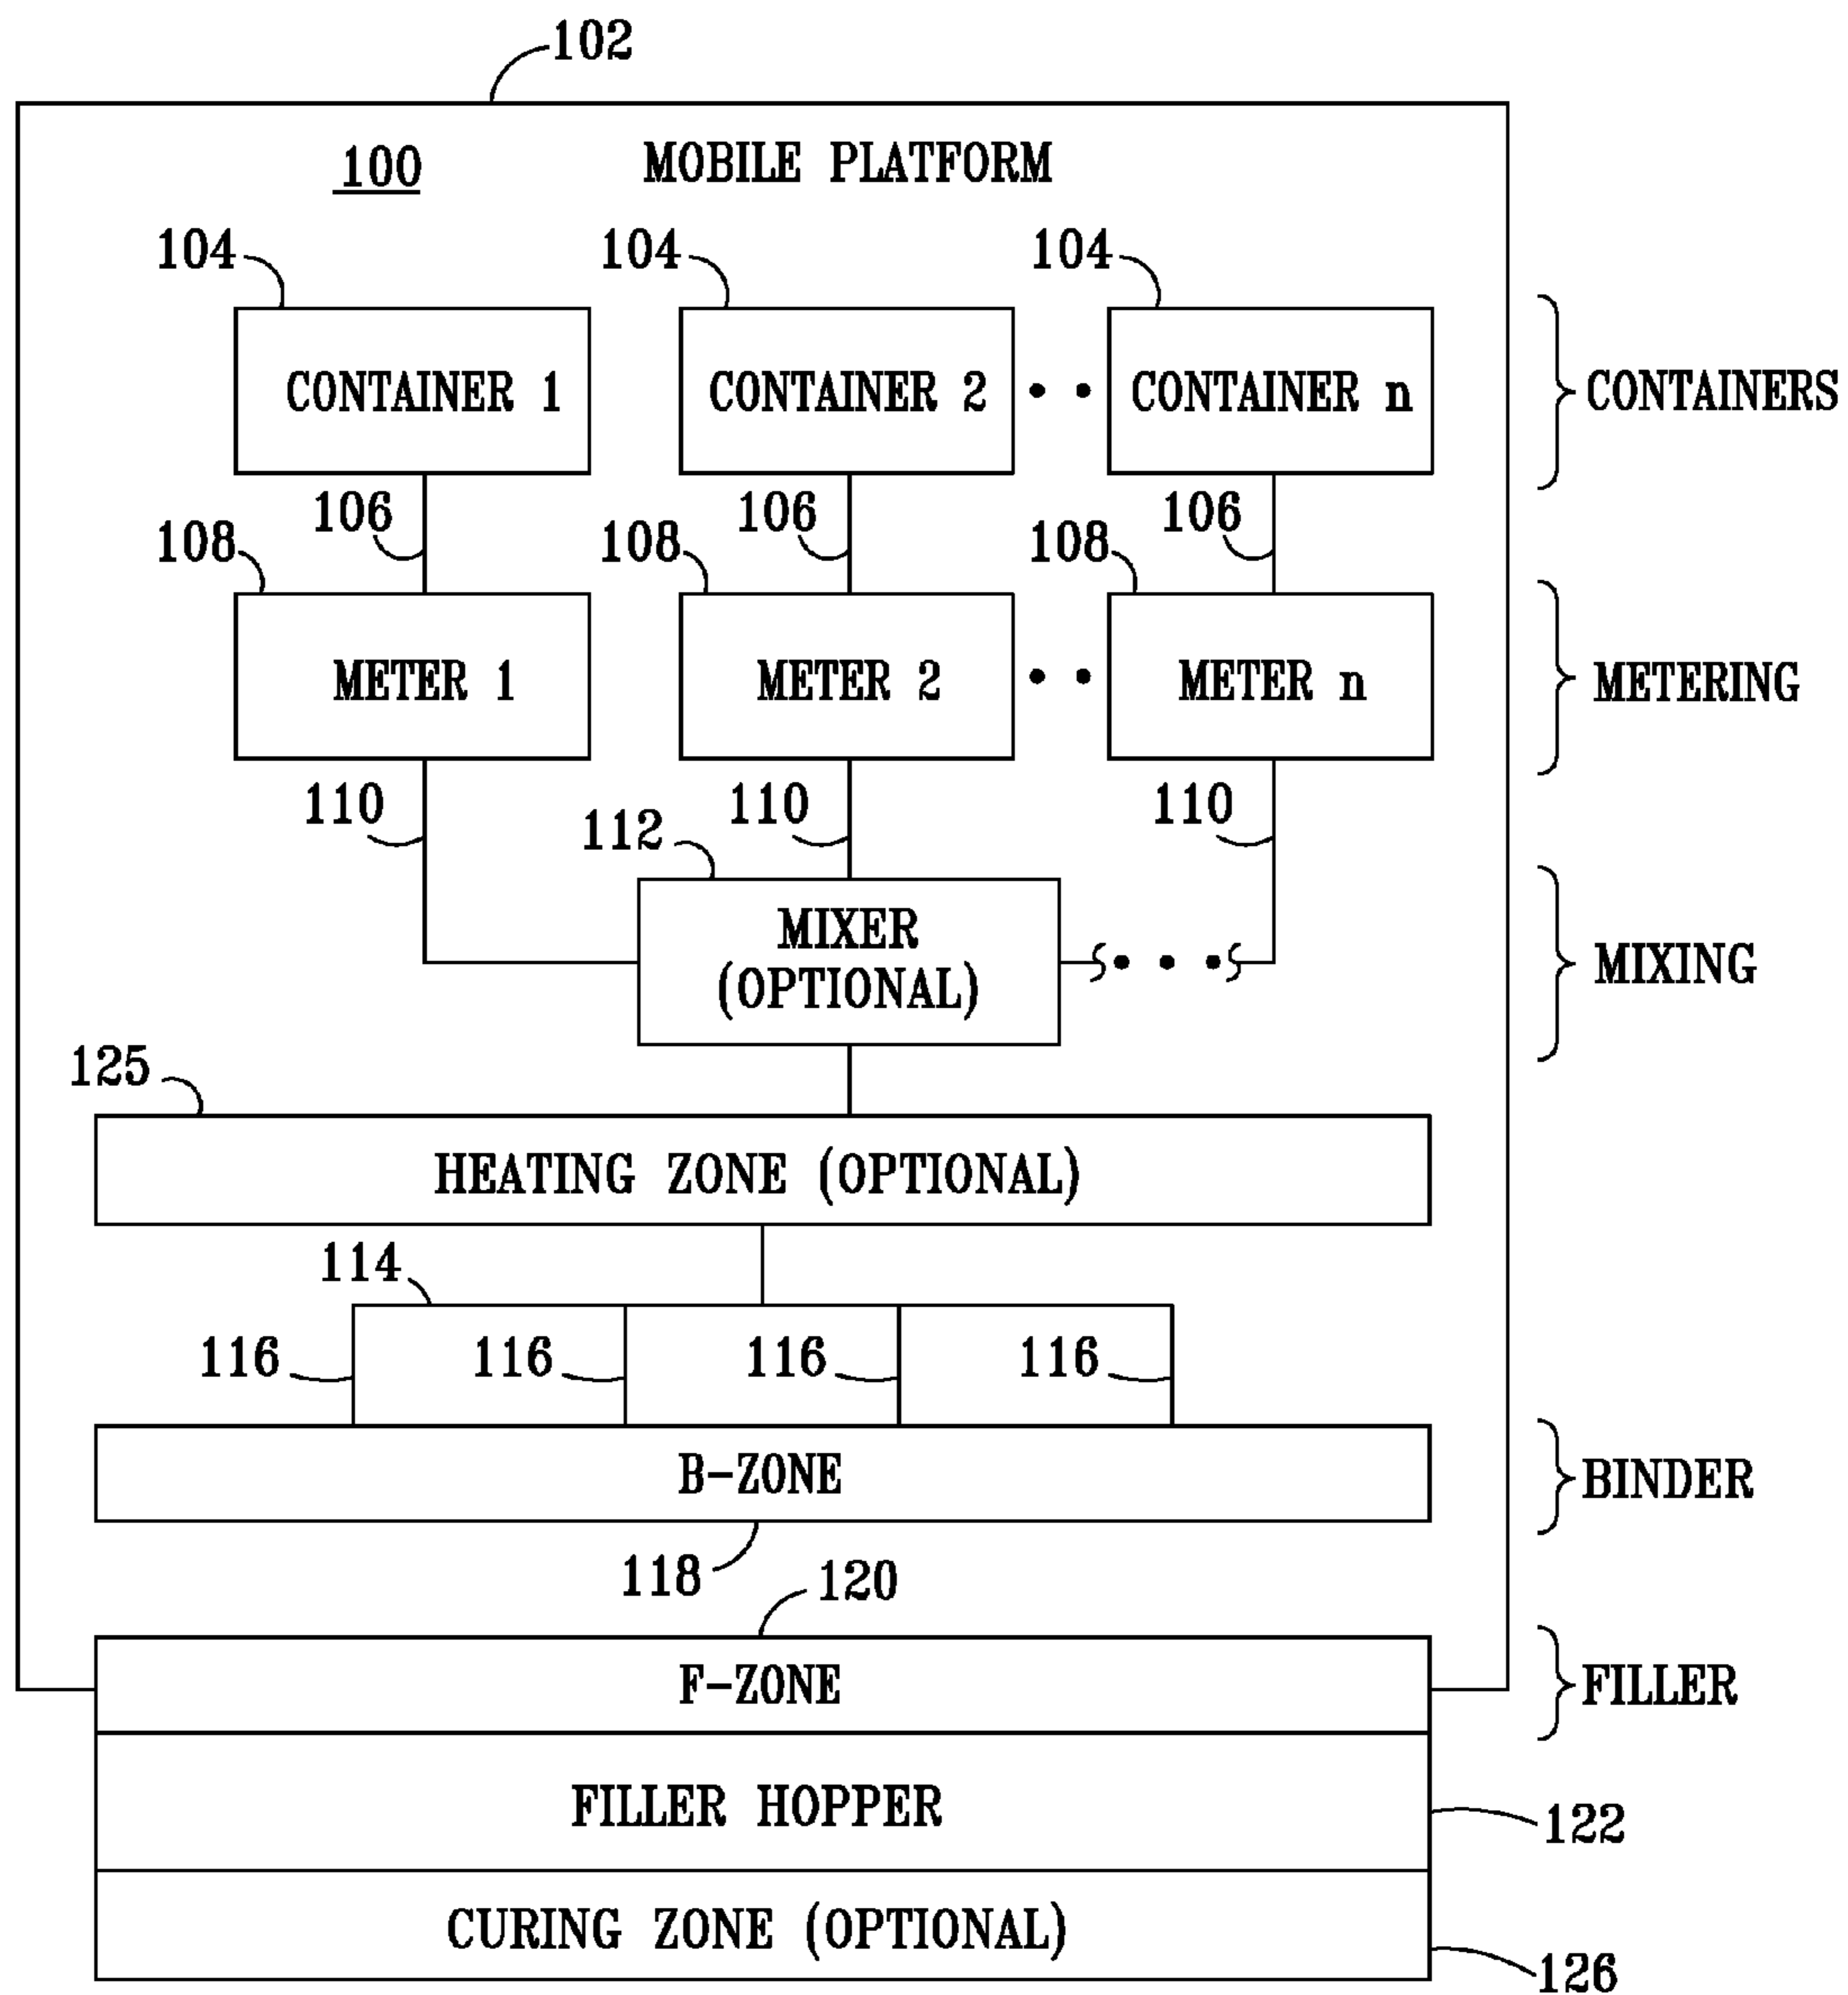 102
100
MOBILE PLATFORM
104
104
104
CONTAINER 1
CONTAINER 2
CONTAINER n
CONTAINERS
106
106
106
108
108
108
METER 1
METER 2
METER n
METERING
110
110
110
112
MIXER
(OPTIONAL)
MIXING
125
HEATING ZONE (OPTIONAL)
114
116
116
116
116
B-ZONE
BINDER
118
120
F-ZONE
FILLER
FILLER HOPPER
122
CURING ZONE (OPTIONAL)
126